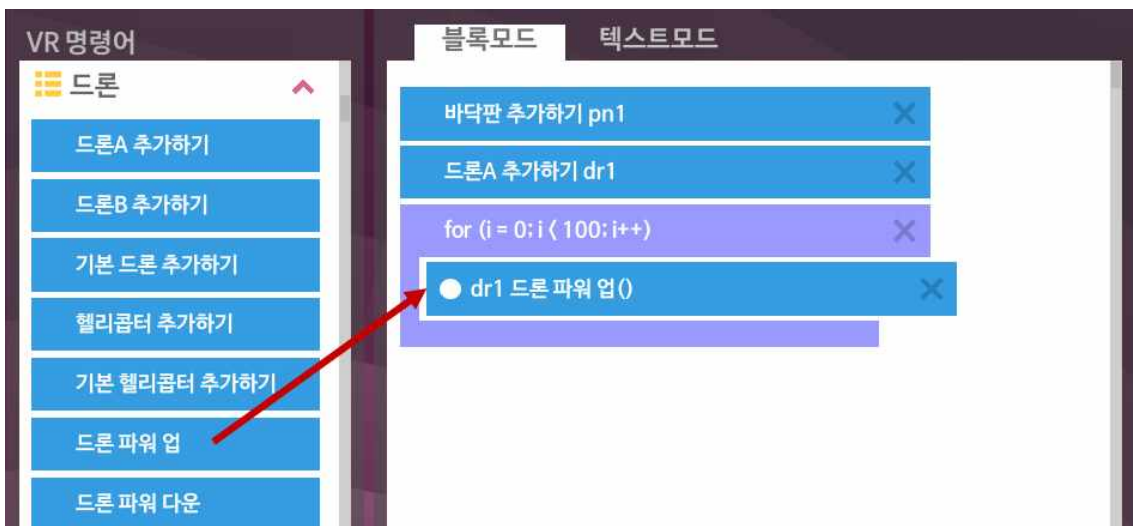 VR 명령어
드론
드론A 추가하기
드론B 추가하기
기본 드론 추가하기
헬리콥터 추가하기
기본 헬리콥터 추가하기
드론 파워 업
드론 파워 다운
블록모드
텍스트모드
바닥판 추가하기 pn1
드론A 추가하기 dr1
for (i = 0; i < 100; i++)
dr1 드론 파워 업()